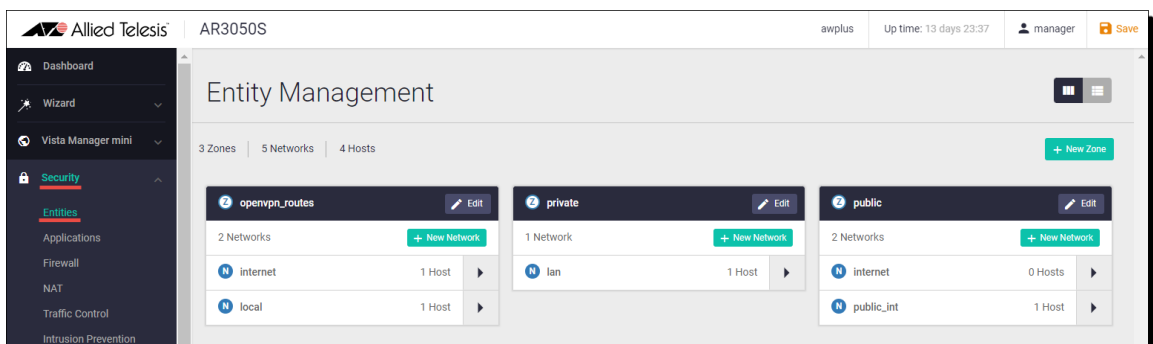 Allied Telesis AR3050S awplus Up time: 13 days 23:37 manager Save
Dashboard
Wizard
Vista Manager mini
Security
Entities
Applications
Firewall
NAT
Traffic Control
Intrusion Prevention
Entity Management
3 Zones 5 Networks 4 Hosts + New Zone
Z openvpn_routes Edit
2 Networks + New Network
N internet 1 Host
N local 1 Host
Z private Edit
1 Network + New Network
N lan 1 Host
Z public Edit
2 Networks + New Network
N internet 0 Hosts
N public_int 1 Host